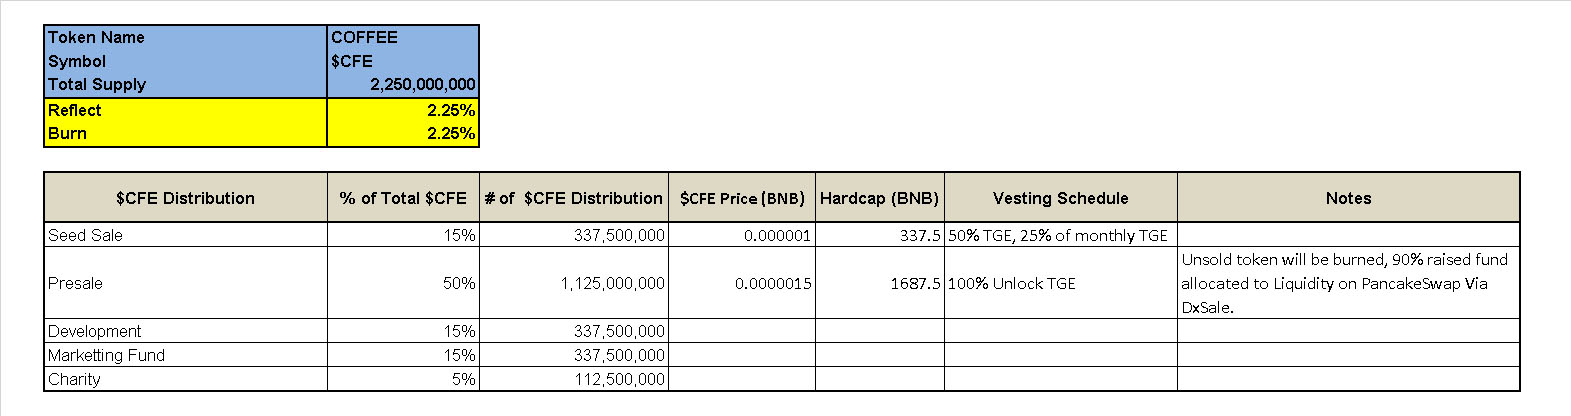 Token Name COFFEE
Symbol $CFE
Total Supply 2,250,000,000
Reflect 2.25%
Burn 2.25%
$CFE Distribution % of Total $CFE # of $CFE Distribution $CFE Price (BNB) Hardcap (BNB) Vesting Schedule Notes
Seed Sale 15% 337,500,000 0.000001 337.5 50% TGE, 25% of monthly TGE
Presale 50% 1,125,000,000 0.0000015 1687.5 100% Unlock TGE
Unsold token will be burned, 90% raised fund
allocated to Liquidity on PancakeSwap Via
DxSale.
Development 15% 337,500,000
Marketting Fund 15% 337,500,000
Charity 5% 112,500,000